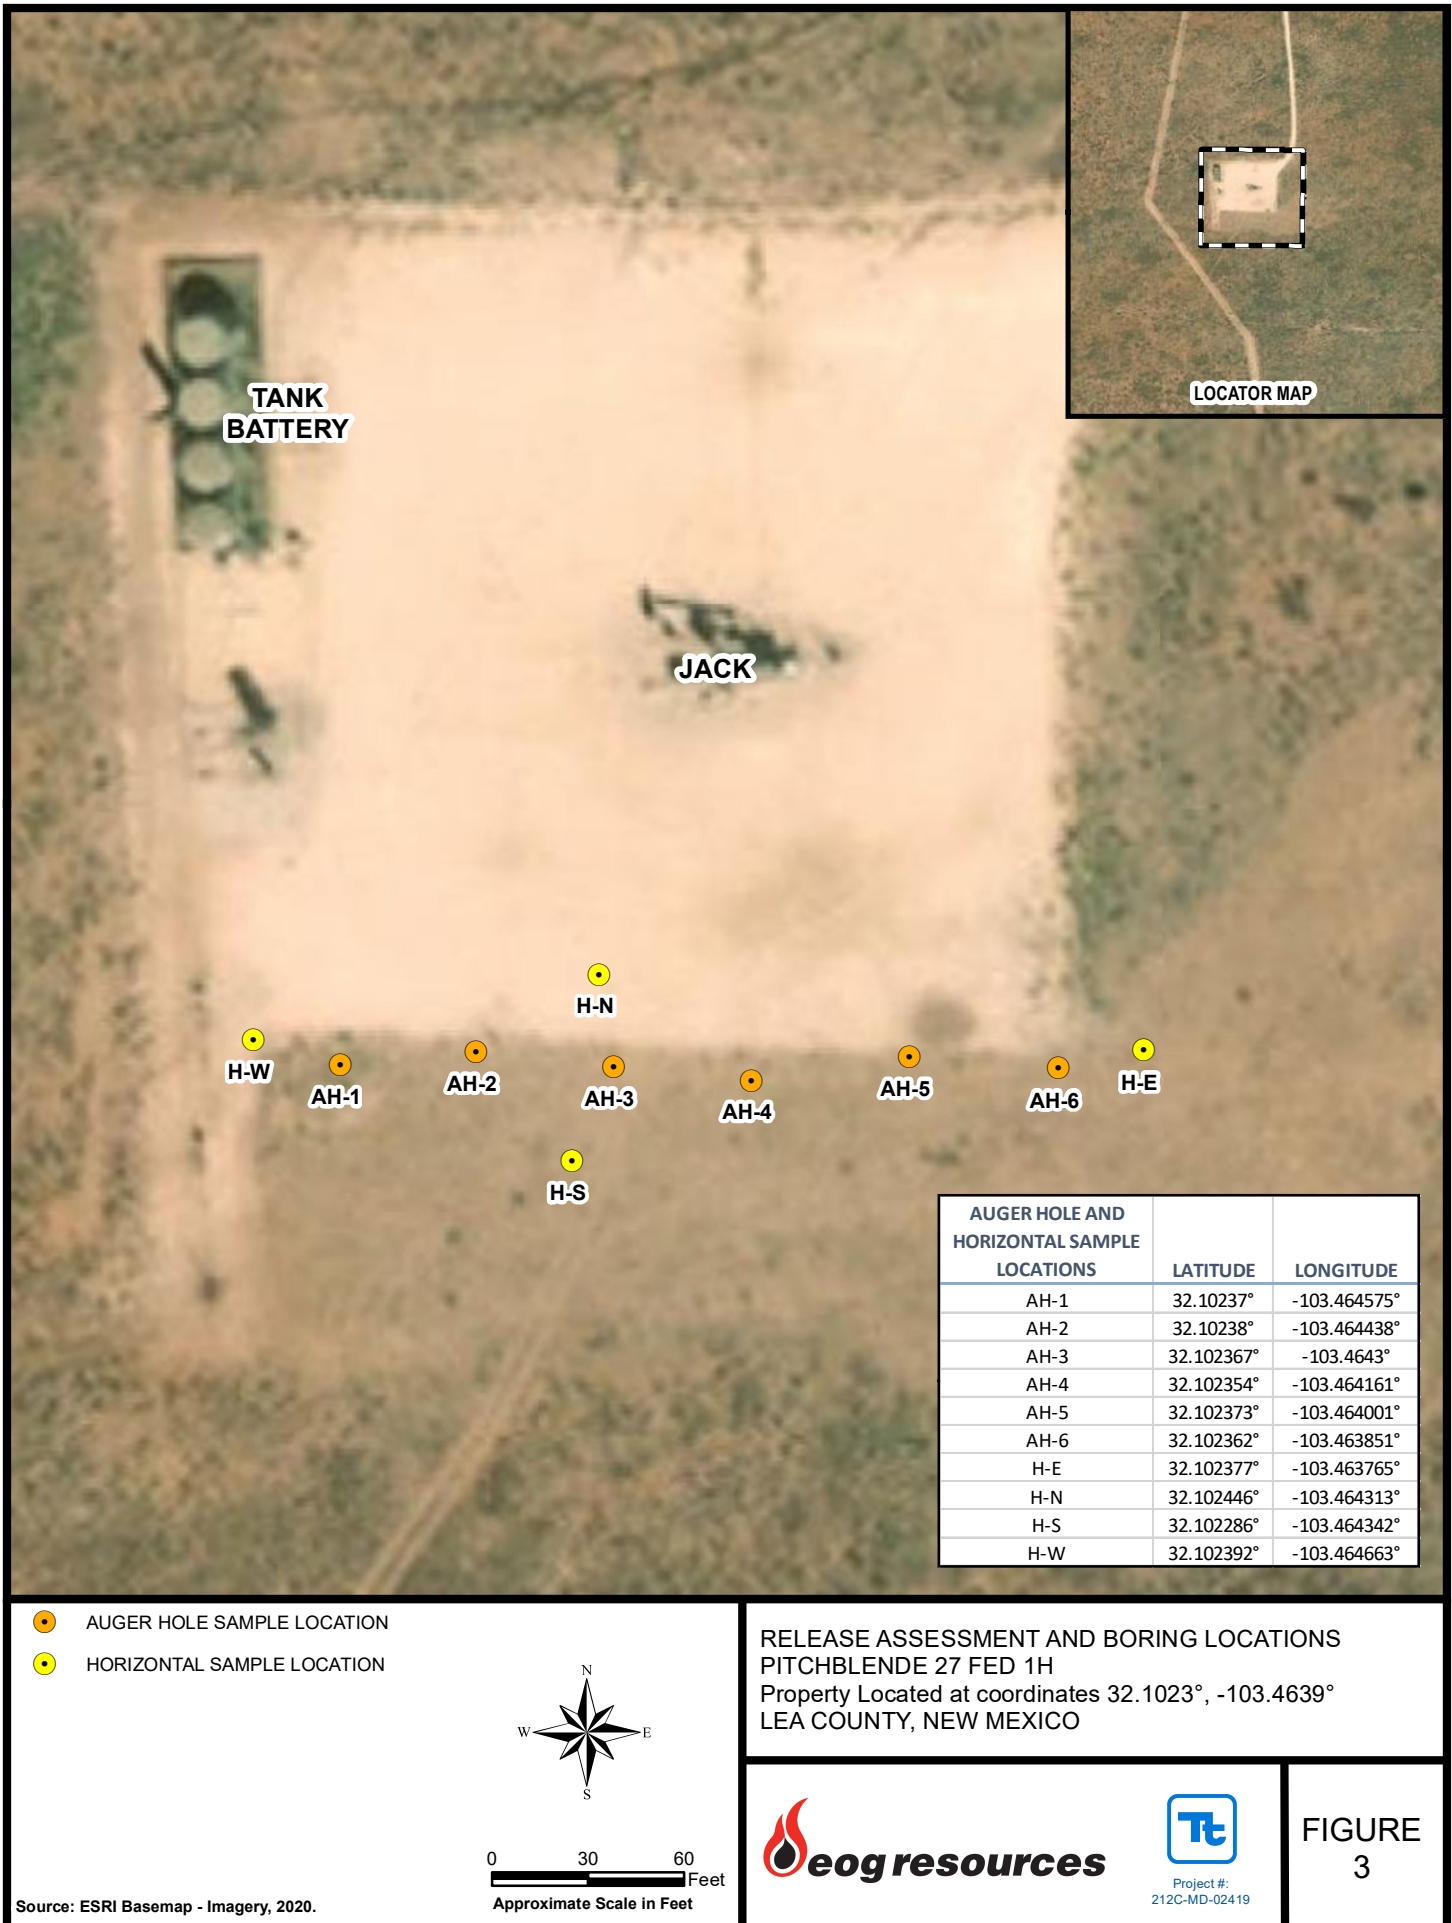 LOCATOR MAP
TANK
BATTERY
JACK
H-N
H-W
AH-1
AH-2
AH-3
AH-4
AH-5
AH-6
H-E
H-S
AUGER HOLE AND
HORIZONTAL SAMPLE
LOCATIONS LATITUDE LONGITUDE
AH-1 32.10237° -103.464575°
AH-2 32.10238° -103.464438°
AH-3 32.102367° -103.4643°
AH-4 32.102354° -103.464161°
AH-5 32.102373° -103.464001°
AH-6 32.102362° -103.463851°
H-E 32.102377° -103.463765°
H-N 32.102446° -103.464313°
H-S 32.102286° -103.464342°
H-W 32.102392° -103.464663°
AUGER HOLE SAMPLE LOCATION
HORIZONTAL SAMPLE LOCATION
N
W E
S
0 30 60
Feet
Approximate Scale in Feet
Source: ESRI Basemap - Imagery, 2020.
RELEASE ASSESSMENT AND BORING LOCATIONS
PITCHBLENDE 27 FED 1H
Property Located at coordinates 32.1023°, -103.4639°
LEA COUNTY, NEW MEXICO
eog resources
Tt
Project #:
212C-MD-02419
FIGURE
3